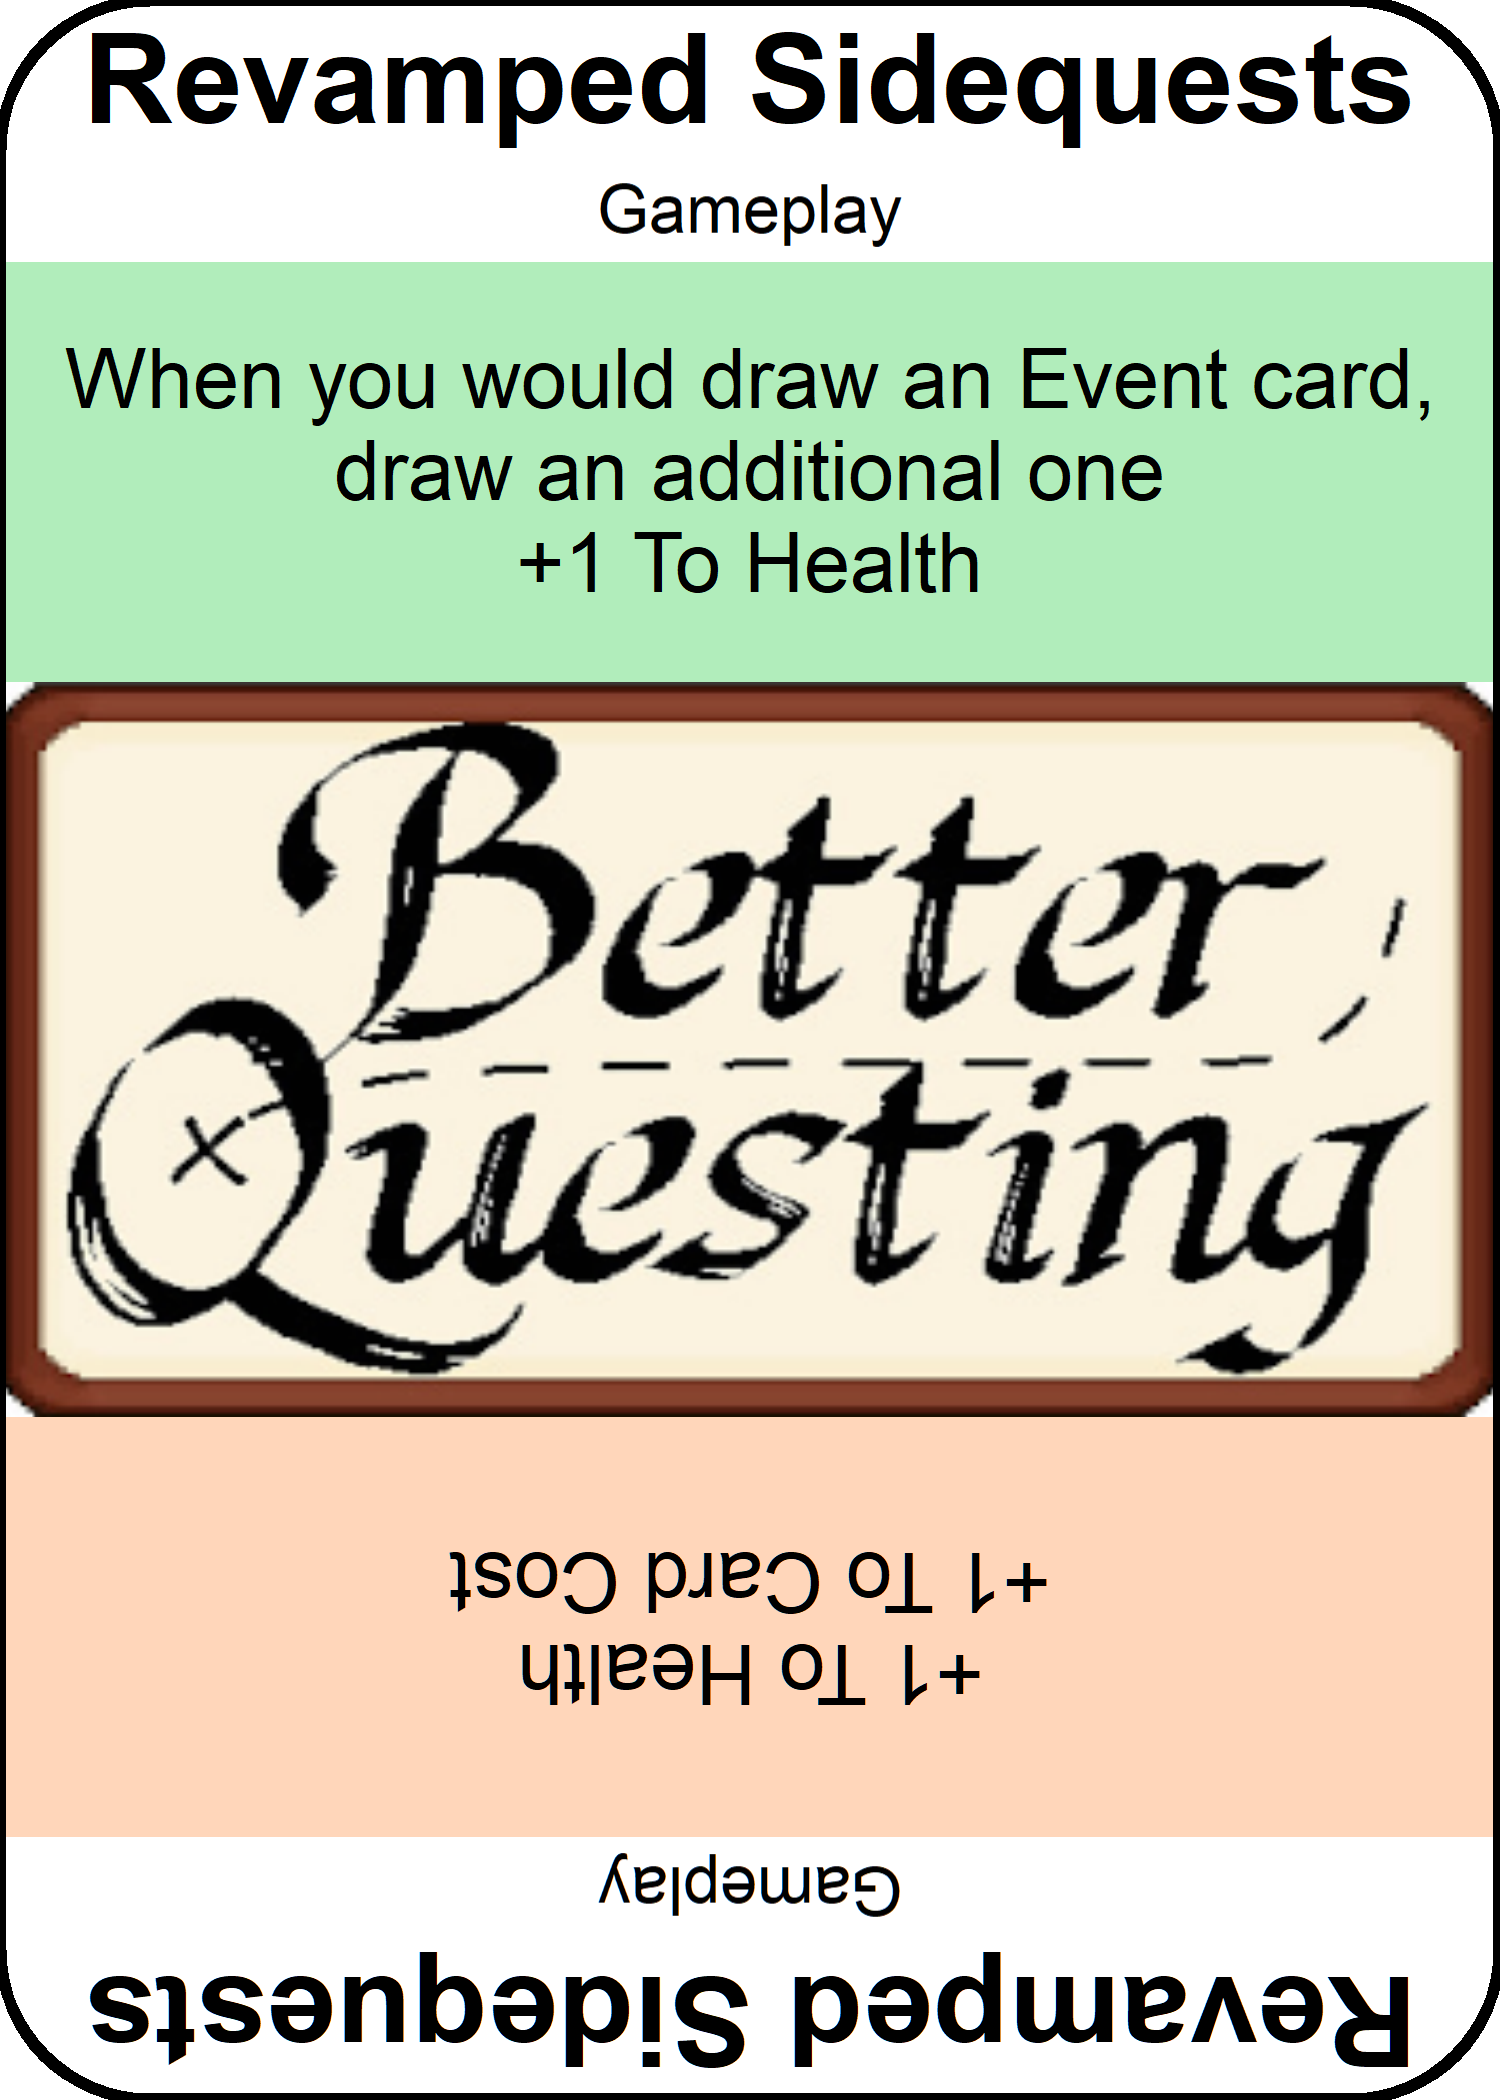 Revamped Sidequests
Gameplay
When you would draw an Event card,
draw an additional one
+1 To Health
Better
Questing
Revamped Sidequests
Gameplay
+1 To Health
+1 To Card Cost